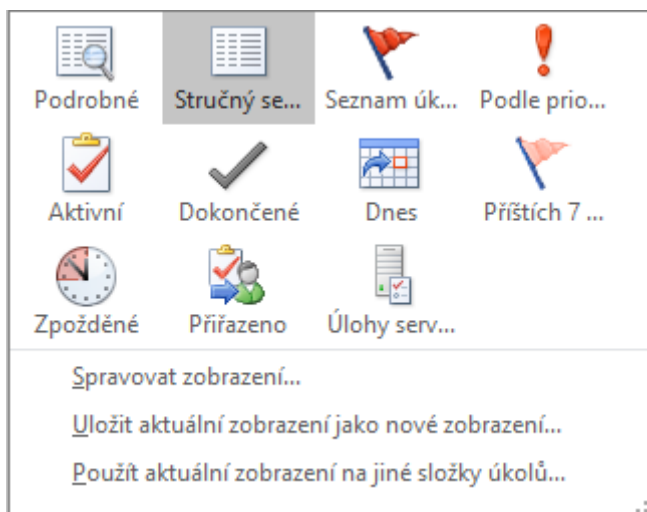 Podrobné Stručný se... Seznam úk... Podle prio...
Aktivní Dokončené Dnes Příštích 7 ...
Zpožděné Přiřazeno Úlohy serv...
Spravovat zobrazení...
Uložit aktuální zobrazení jako nové zobrazení...
Použít aktuální zobrazení na jiné složky úkolů...